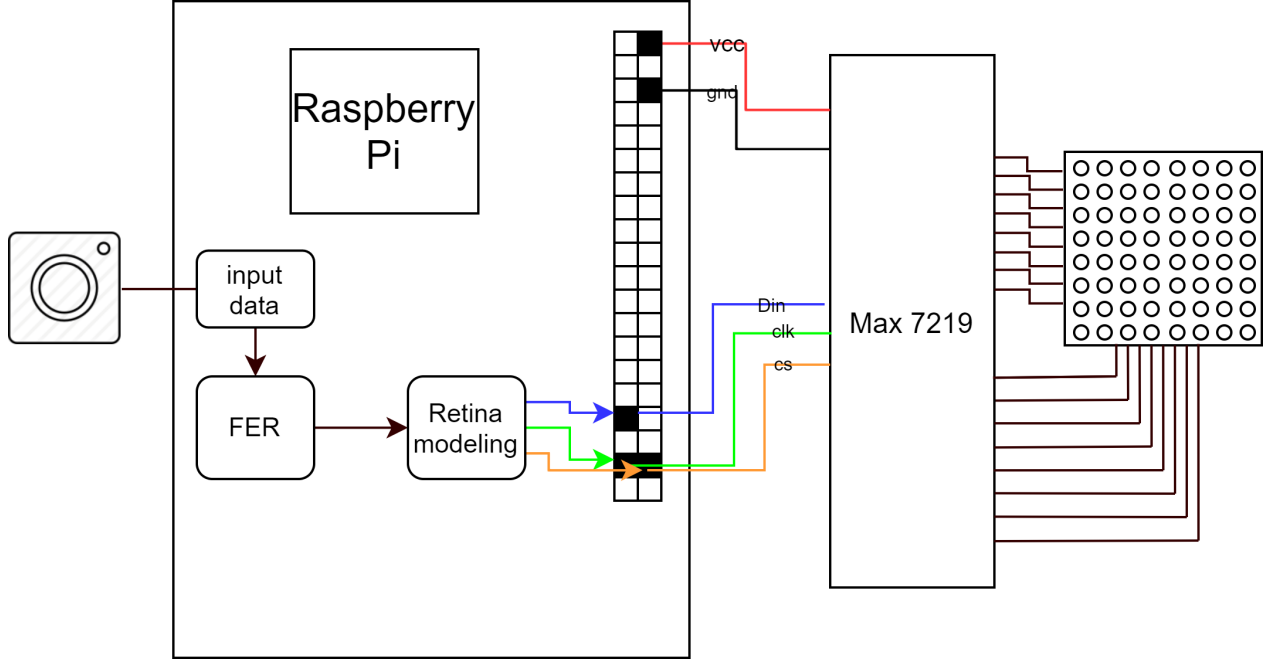 Raspberry
Pi
input
data
FER
Retina
modeling
vcc
gnd
Din
clk
cs
Max 7219